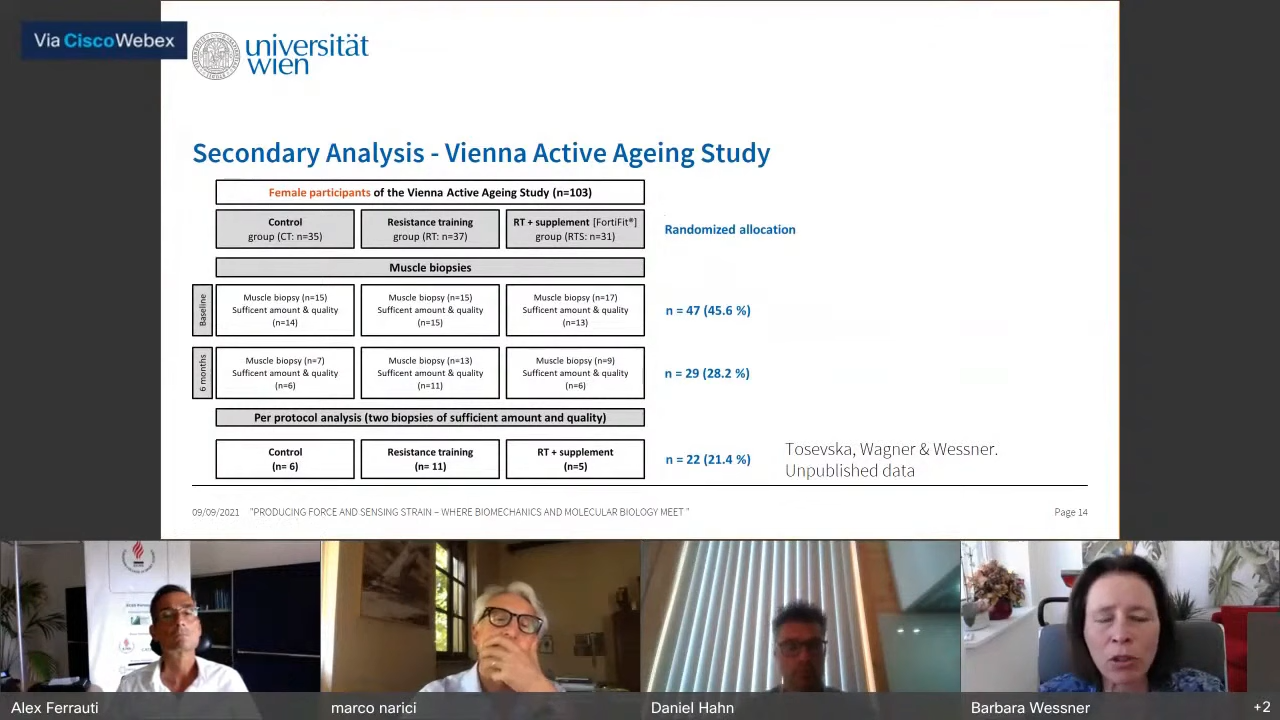 Via CiscoWebex
universität
wien
Secondary Analysis - Vienna Active Ageing Study
Female participants of the Vienna Active Ageing Study (n=103)
Control
group (CT: n=35)
Resistance training
group (RT: n=37)
RT + supplement [FortiFit®]
group (RTS: n=31)
Randomized allocation
Muscle biopsies
Baseline
Muscle biopsy (n=15)
Sufficent amount & quality
(n=14)
Muscle biopsy (n=15)
Sufficent amount & quality
(n=15)
Muscle biopsy (n=17)
Sufficent amount & quality
(n=13)
n = 47 (45.6 %)
6 months
Muscle biopsy (n=7)
Sufficent amount & quality
(n=6)
Muscle biopsy (n=13)
Sufficent amount & quality
(n=11)
Muscle biopsy (n=9)
Sufficent amount & quality
(n=6)
n = 29 (28.2 %)
Per protocol analysis (two biopsies of sufficient amount and quality)
Control
(n= 6)
Resistance training
(n= 11)
RT + supplement
(n=5)
n = 22 (21.4 %)
Tosevska, Wagner & Wessner.
Unpublished data
09/09/2021 "PRODUCING FORCE AND SENSING STRAIN – WHERE BIOMECHANICS AND MOLECULAR BIOLOGY MEET "
Page 14
Alex Ferrauti
marco narici
Daniel Hahn
Barbara Wessner
+2